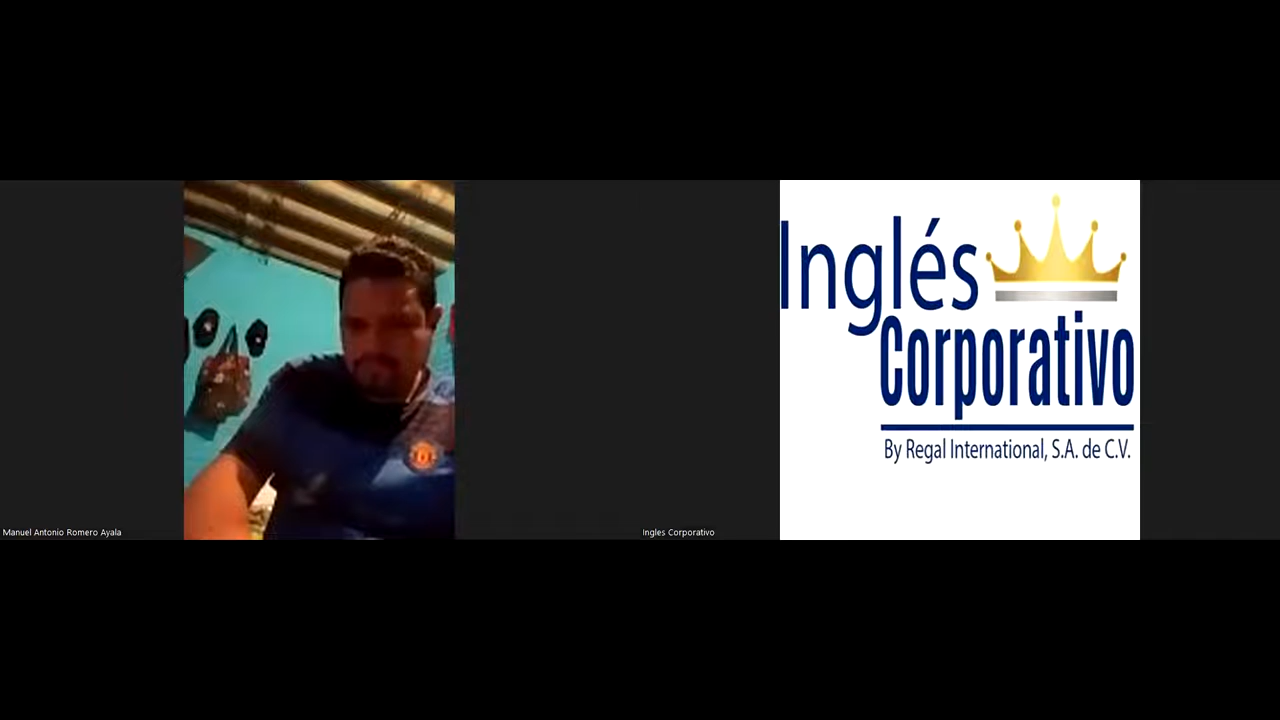 Inglés
Corporativo
By Regal International, S.A. de C.V.
Manuel Antonio Romero Ayala
Ingles Corporativo